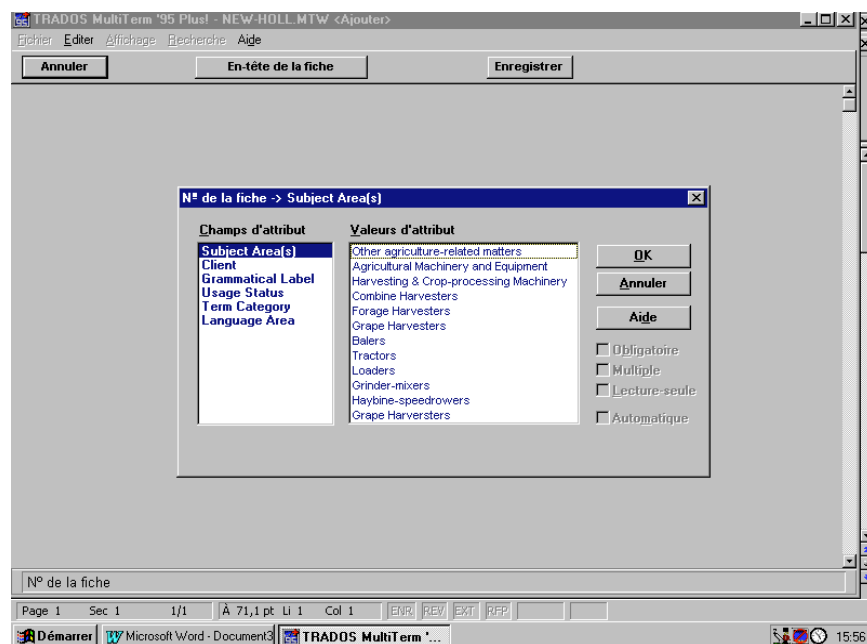 TRADOS MultiTerm '95 Plus! - NEW-HOLL.MTW <Ajouter>
Fichier Editer Affichage Recherche Aide
Annuler En-tête de la fiche Enregistrer
Nº de la fiche -> Subject Area(s)
Champs d'attribut Valeurs d'attribut
Subject Area(s) Other agriculture-related matters OK
Client Agricultural Machinery and Equipment
Grammatical Label Harvesting & Crop-processing Machinery Annuler
Usage Status Combine Harvesters
Term Category Forage Harvesters Aide
Language Area Grape Harvesters
Balers Obligatoire
Tractors Multiple
Loaders Lecture-seule
Grinder-mixers
Haybine-speedrowers
Grape Harversters Automatique
Nº de la fiche
Page 1 Sec 1 1/1 À 71,1 pt Li 1 Col 1 ENR REV EXT RFP
Démarrer Microsoft Word - Document3 TRADOS MultiTerm '... 15:56